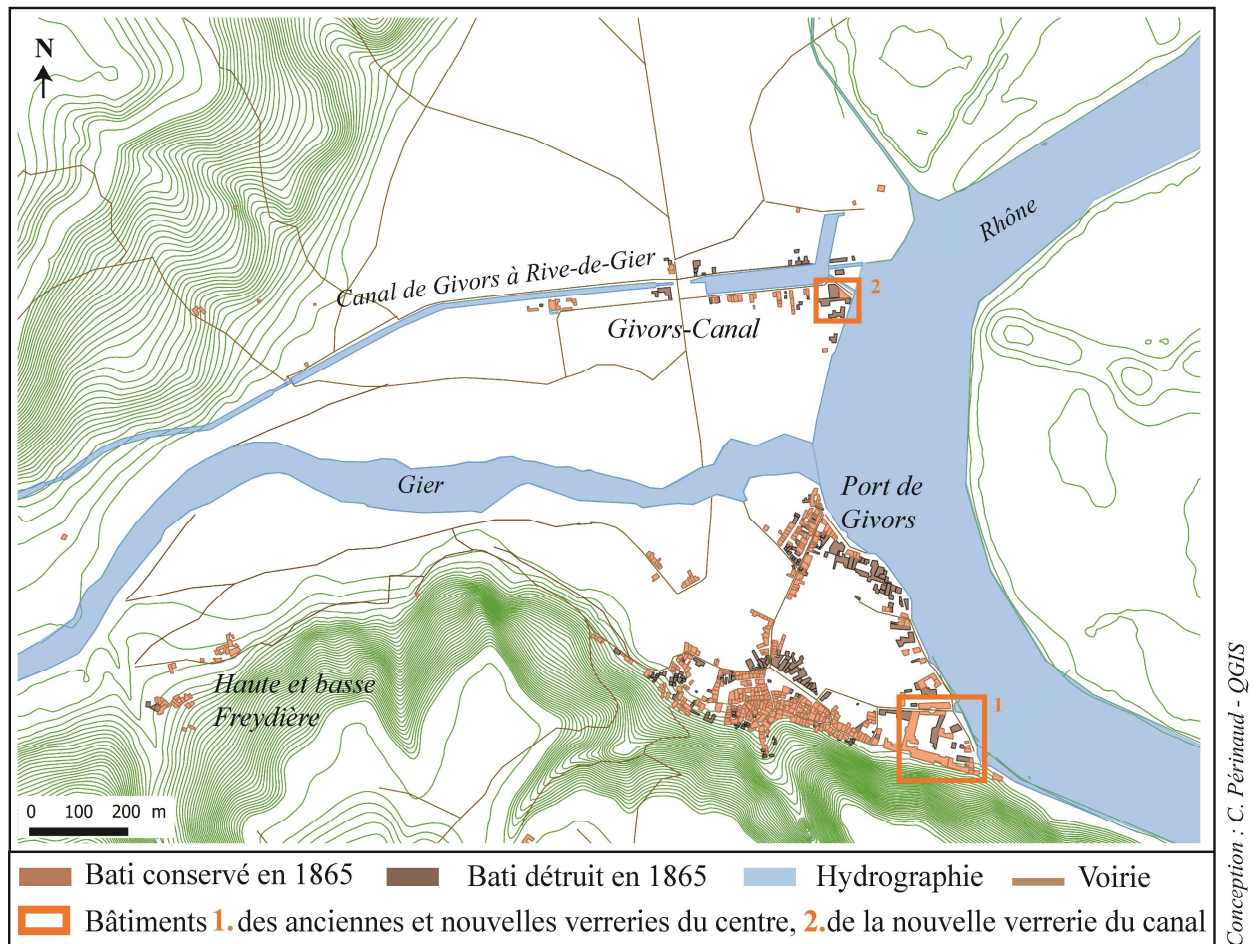 N
Rhône
Canal de Givors à Rive-de-Gier
2
Givors-Canal
Gier
Port de
Givors
Haute et basse
Freydière
1
0 100 200 m
Bati conservé en 1865 Bati détruit en 1865 Hydrographie Voirie
Bâtiments 1. des anciennes et nouvelles verreries du centre, 2. de la nouvelle verrerie du canal
Conception : C. Périnaud - QGIS